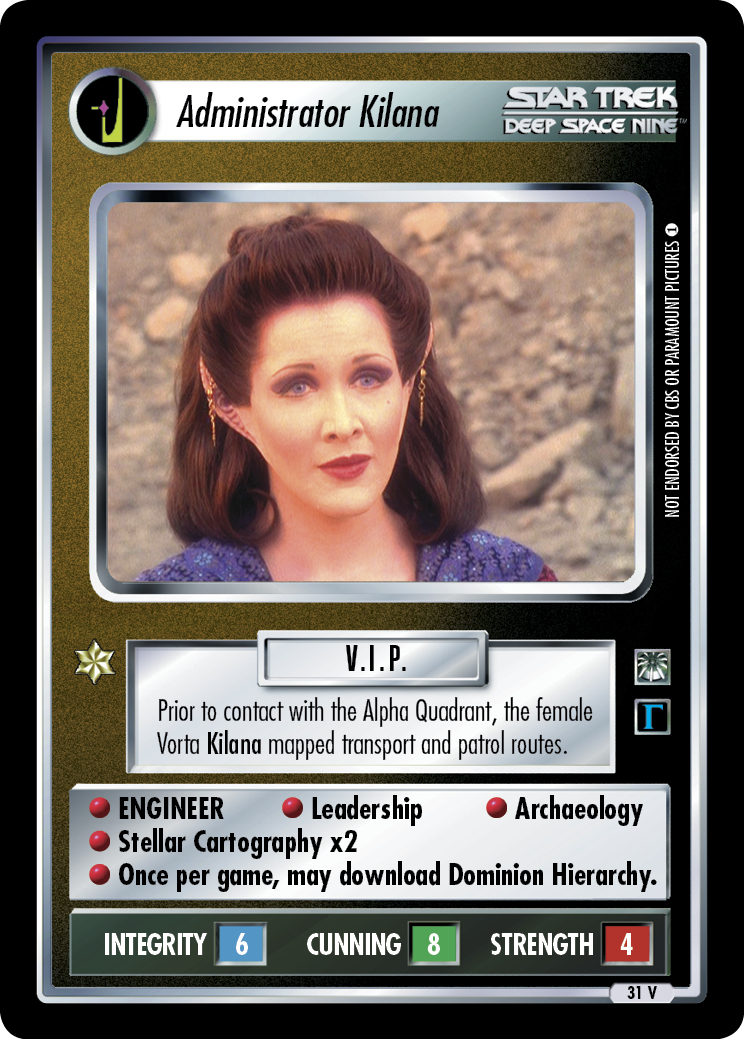 Administrator Kilana
STAR TREK
DEEP SPACE NINE™
NOT ENDORSED BY CBS OR PARAMOUNT PICTURES 1
V.I.P.
Prior to contact with the Alpha Quadrant, the female
Vorta Kilana mapped transport and patrol routes.
Γ
ENGINEER Leadership Archaeology
Stellar Cartography x2
Once per game, may download Dominion Hierarchy.
INTEGRITY 6 CUNNING 8 STRENGTH 4
31 V